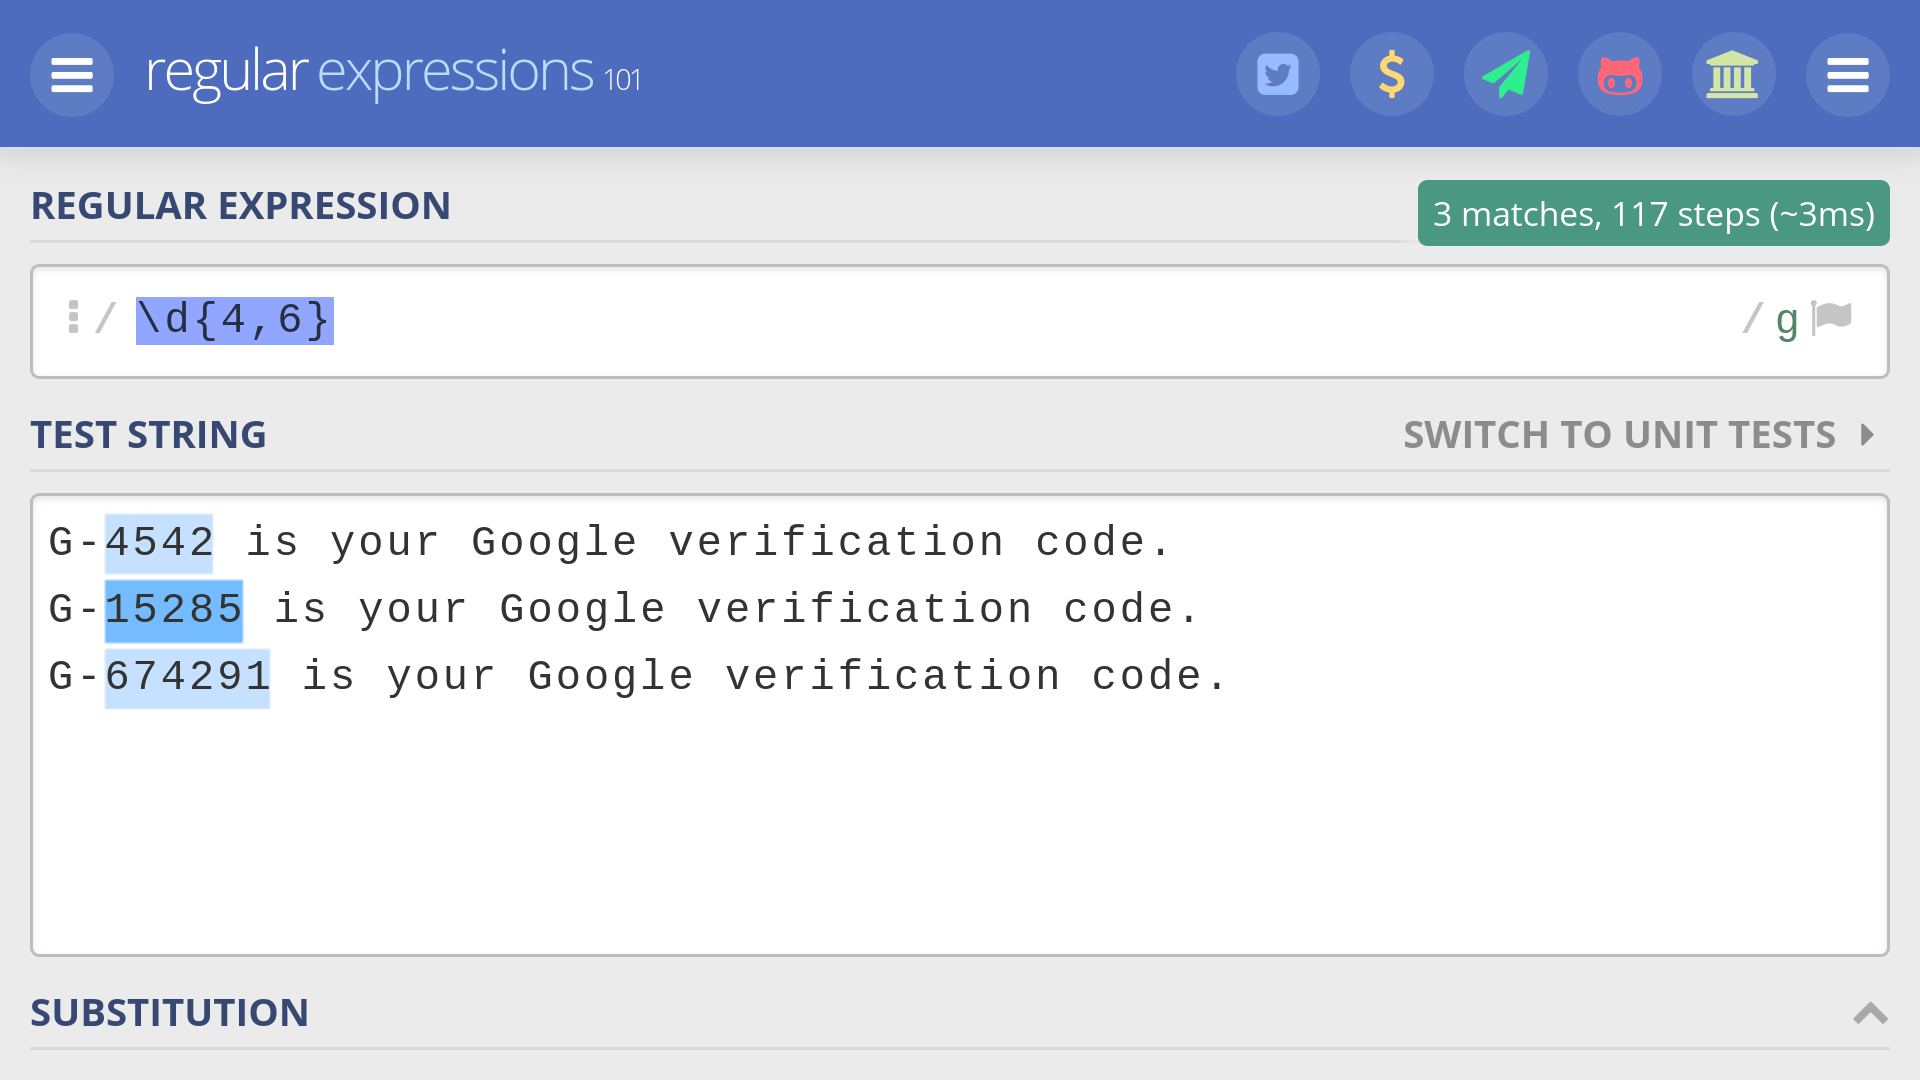 regular expressions 101
REGULAR EXPRESSION
3 matches, 117 steps (~3ms)
/ \d{4,6} / g
TEST STRING
SWITCH TO UNIT TESTS
G-4542 is your Google verification code.
G-15285 is your Google verification code.
G-674291 is your Google verification code.
SUBSTITUTION